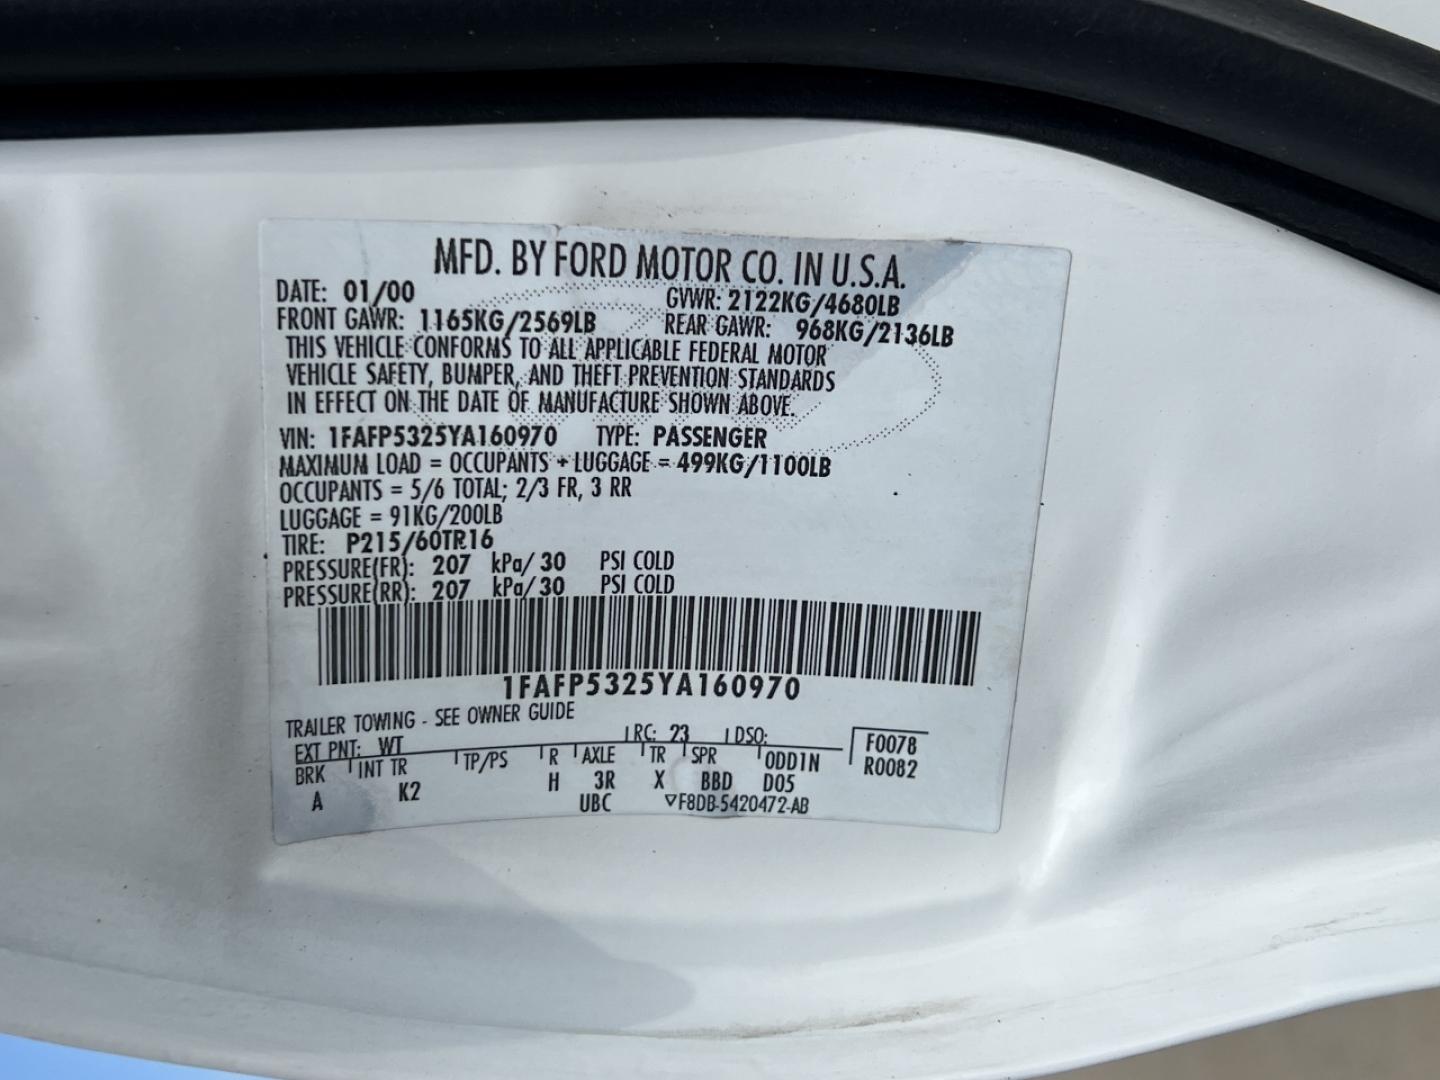 MFD. BY FORD MOTOR CO. IN U.S.A.
DATE: 01/00 GVWR: 2122KG/4680LB
FRONT GAWR: 1165KG/2569LB REAR GAWR: 968KG/2136LB
THIS VEHICLE CONFORMS TO ALL APPLICABLE FEDERAL MOTOR
VEHICLE SAFETY, BUMPER, AND THEFT PREVENTION STANDARDS
IN EFFECT ON THE DATE OF MANUFACTURE SHOWN ABOVE.
VIN: 1FAFP5325YA160970 TYPE: PASSENGER
MAXIMUM LOAD = OCCUPANTS + LUGGAGE = 499KG/1100LB
OCCUPANTS = 5/6 TOTAL; 2/3 FR, 3 RR
LUGGAGE = 91KG/200LB
TIRE: P215/60TR16
PRESSURE(FR): 207 kPa/ 30 PSI COLD
PRESSURE(RR): 207 kPa/ 30 PSI COLD
1FAFP5325YA160970
TRAILER TOWING - SEE OWNER GUIDE
EXT PNT: WT RC: 23 DSO: F0078
BRK INT TR TP/PS R AXLE TR SPR ODD1N R0082
A K2 H 3R X BBD D05
UBC ▽F8DB-5420472-AB